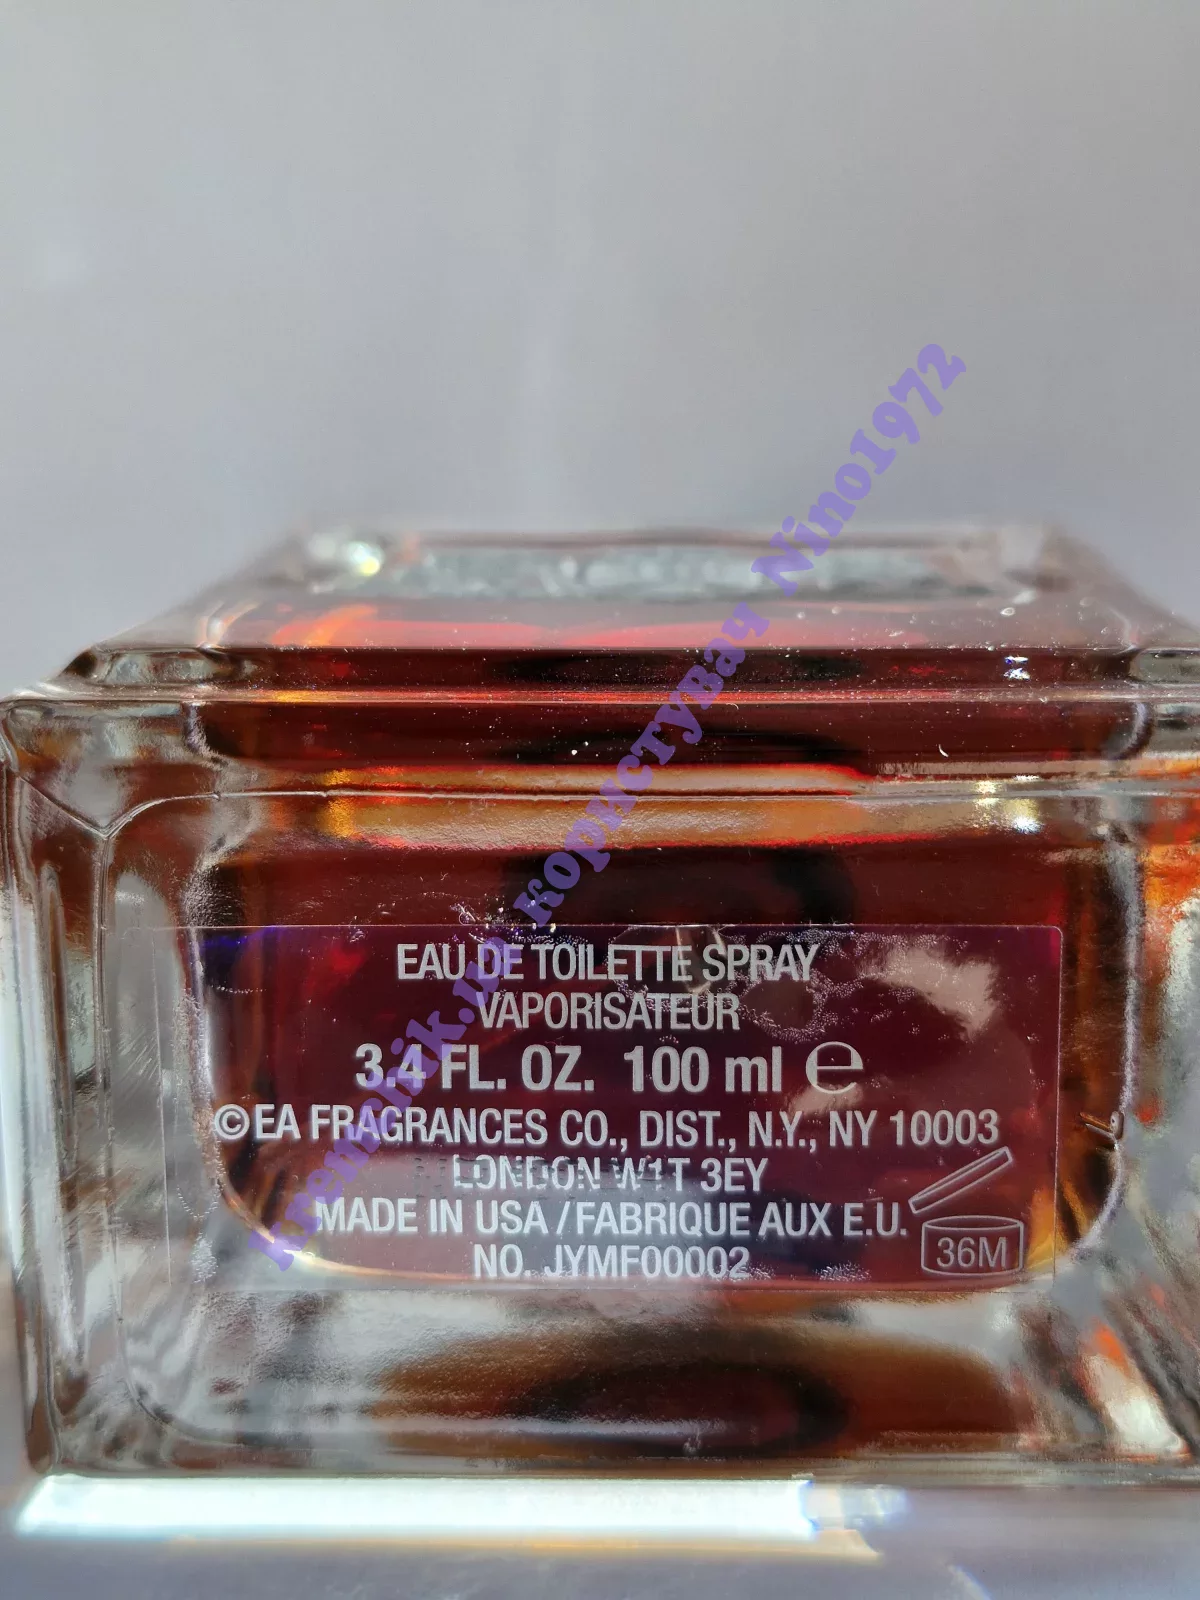 EAU DE TOILETTE SPRAY
VAPORISATEUR
3.4 FL. OZ. 100 ml ℮
©EA FRAGRANCES CO., DIST., N.Y., NY 10003
LONDON W1T 3EY
MADE IN USA / FABRIQUE AUX E.U.
NO. JYMF00002
36M
Kremchik.ua користувач Nino1972